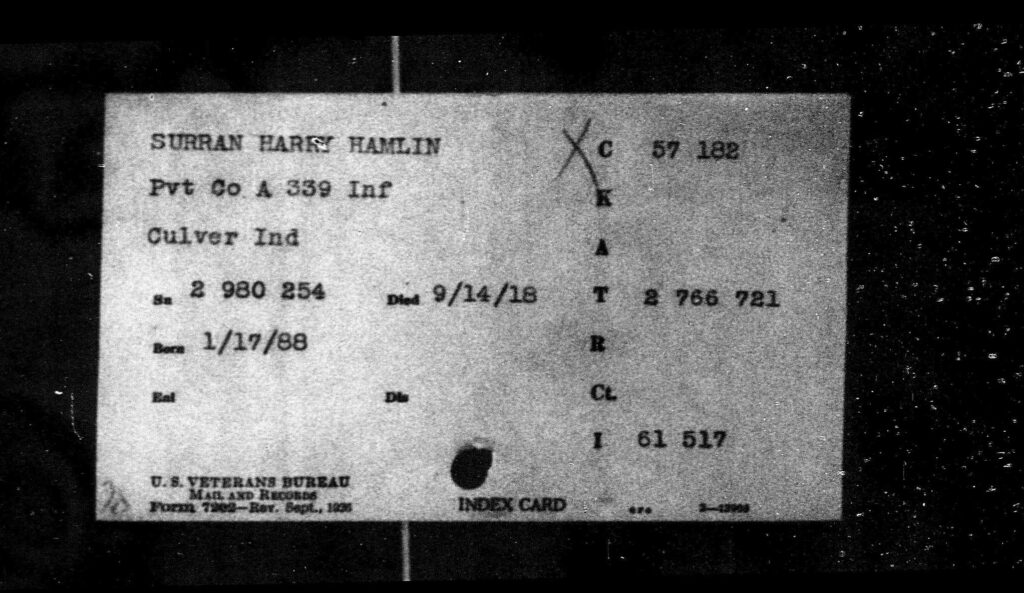 SURRAN HARRY HAMLIN
Pvt Co A 339 Inf
Culver Ind
Sn 2 980 254 Died 9/14/18
Born 1/17/88
Enl Dis
C 57 182
K
A
T 2 766 721
R
Ct.
I 61 517
U. S. VETERANS BUREAU
MAIL AND RECORDS
Form 7202—Rev. Sept., 1926
INDEX CARD
GPO